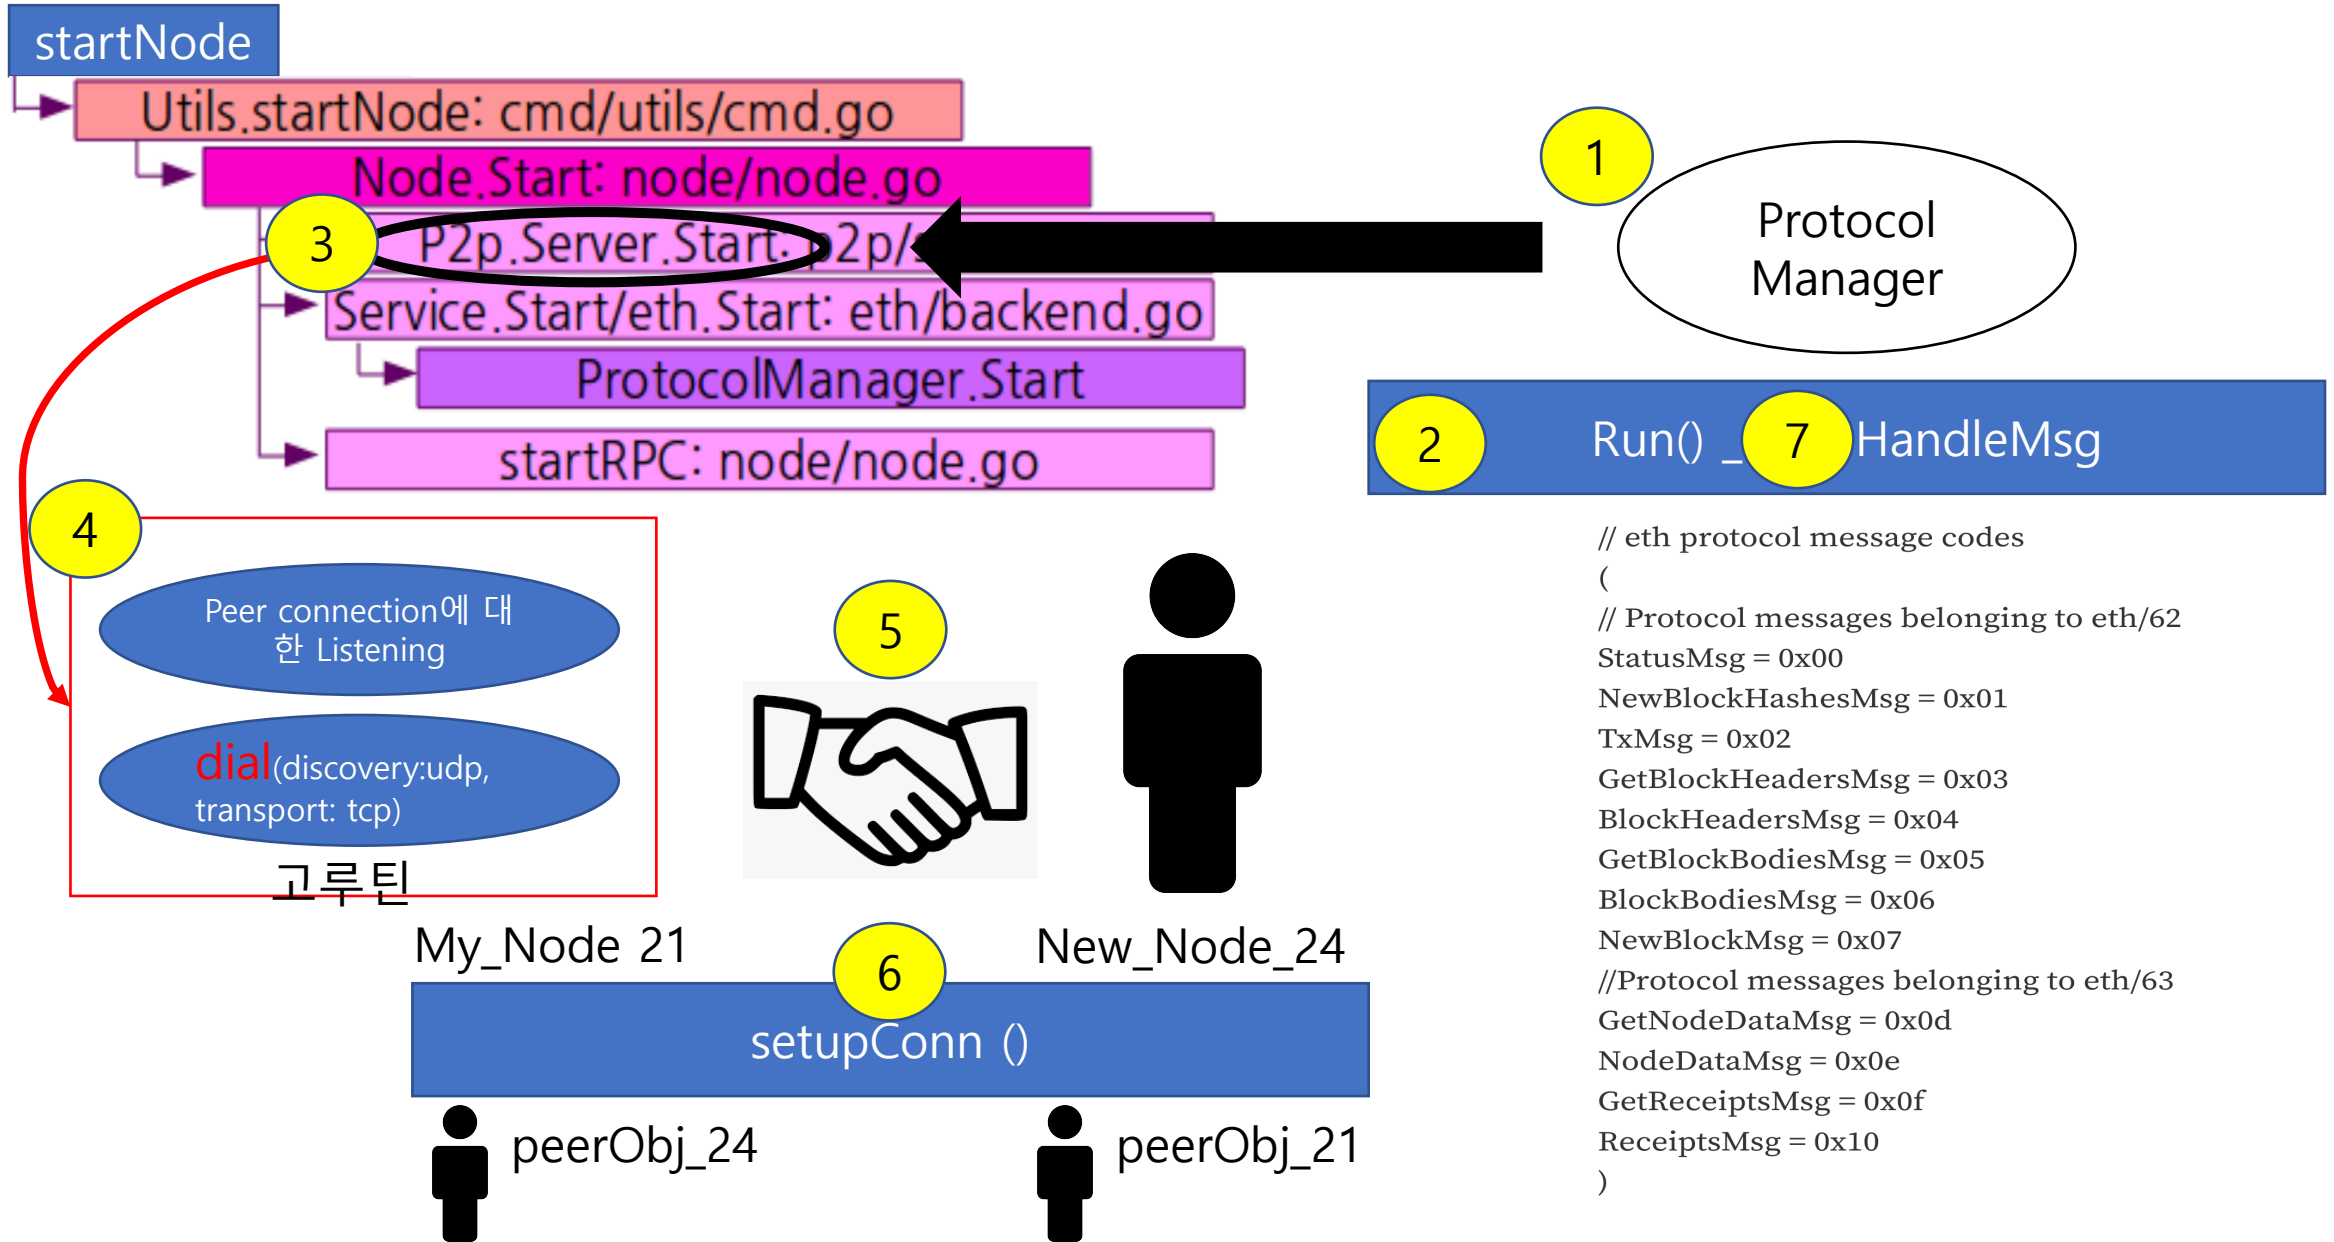 startNode
Utils.startNode: cmd/utils/cmd.go
Node.Start: node/node.go
3
P2p.Server.Start: p2p/s
Service.Start/eth.Start: eth/backend.go
ProtocolManager.Start
startRPC: node/node.go
1
Protocol
Manager
2
Run() _
7
HandleMsg
4
Peer connection에 대
한 Listening
dial(discovery:udp,
transport: tcp)
고루틴
5
My_Node 21
New_Node_24
6
setupConn ()
peerObj_24
peerObj_21
// eth protocol message codes
(
// Protocol messages belonging to eth/62
StatusMsg = 0x00
NewBlockHashesMsg = 0x01
TxMsg = 0x02
GetBlockHeadersMsg = 0x03
BlockHeadersMsg = 0x04
GetBlockBodiesMsg = 0x05
BlockBodiesMsg = 0x06
NewBlockMsg = 0x07
//Protocol messages belonging to eth/63
GetNodeDataMsg = 0x0d
NodeDataMsg = 0x0e
GetReceiptsMsg = 0x0f
ReceiptsMsg = 0x10
)